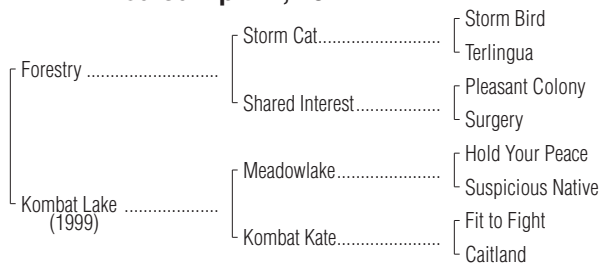 Storm Bird
Storm Cat
Terlingua
Forestry
Pleasant Colony
Shared Interest
Surgery
Hold Your Peace
Meadowlake
Suspicious Native
Kombat Lake
(1999)
Fit to Fight
Kombat Kate
Caitland